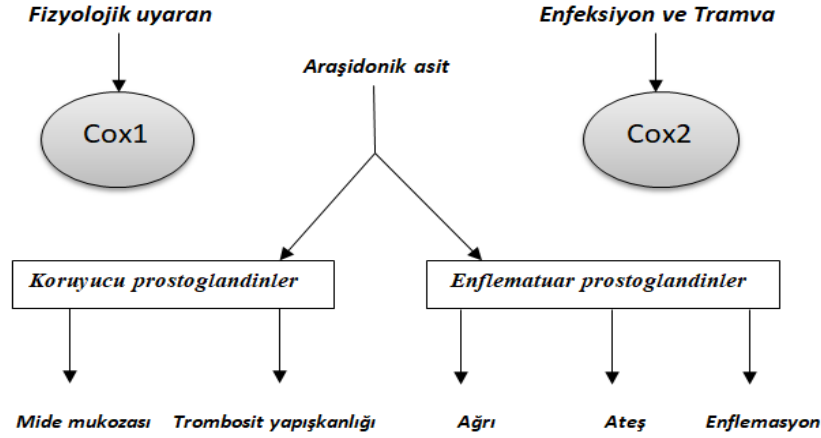 Fizyolojik uyaran
Enfeksiyon ve Tramva
Araşidonik asit
Cox1
Cox2
Koruyucu prostoglandinler
Enflematuar prostoglandinler
Mide mukozası
Trombosit yapışkanlığı
Ağrı
Ateş
Enflemasyon